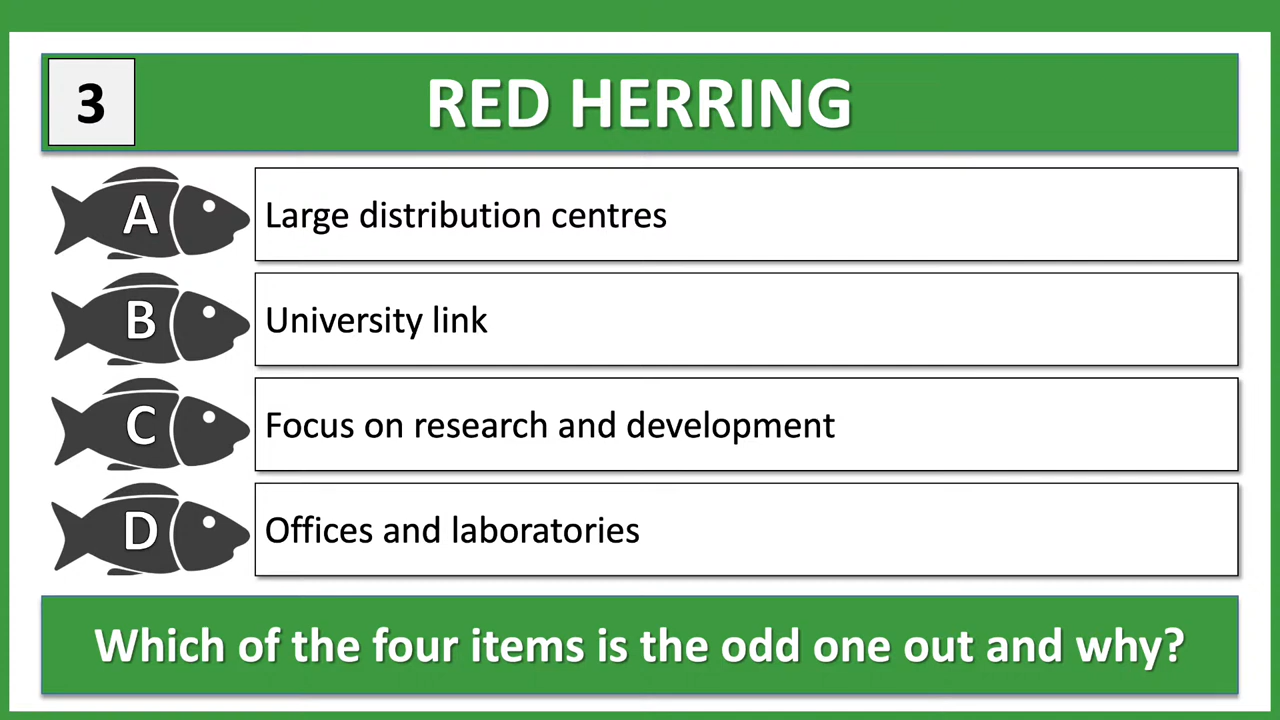 3
RED HERRING
A
Large distribution centres
B
University link
C
Focus on research and development
D
Offices and laboratories
Which of the four items is the odd one out and why?